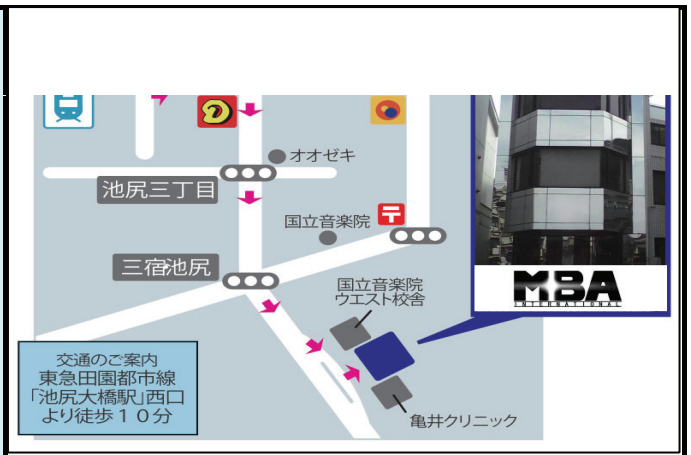 オオゼキ
池尻三丁目
国立音楽院
〒
三宿池尻
国立音楽院
ウエスト校舎
MBA
INTERNATIONAL
交通のご案内
東急田園都市線
「池尻大橋駅」西口
より徒歩１０分
亀井クリニック